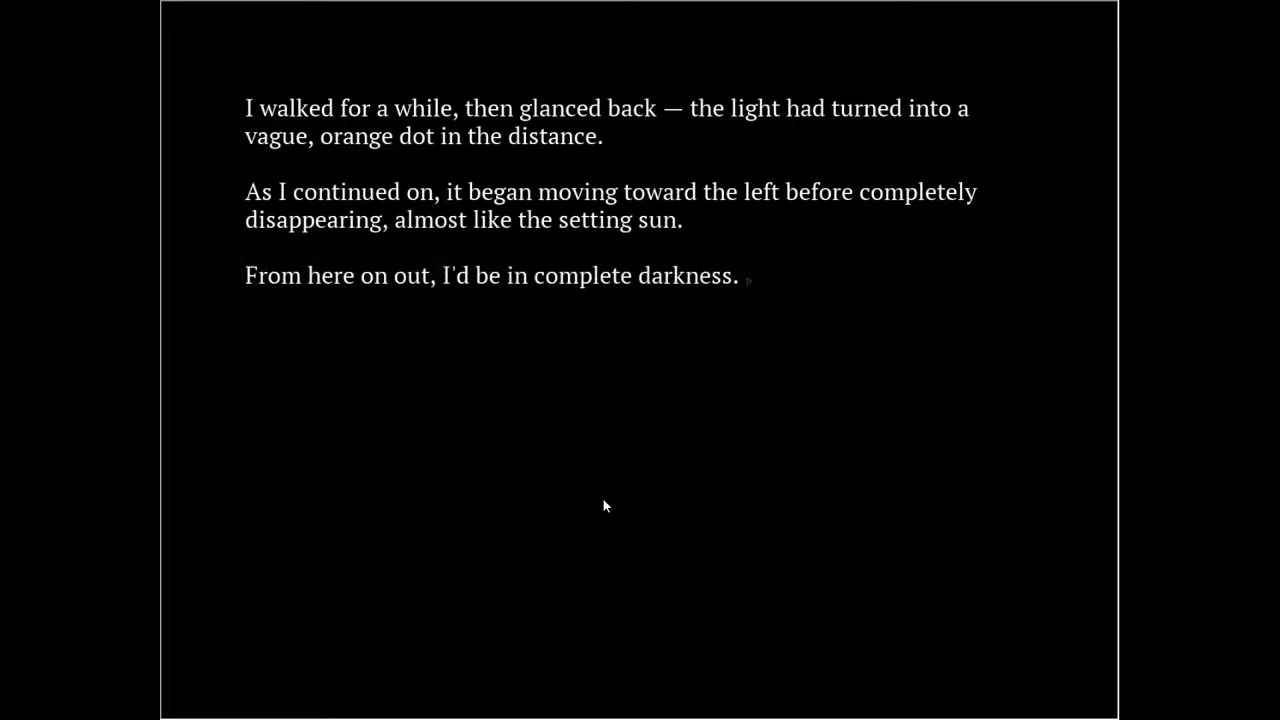 I walked for a while, then glanced back — the light had turned into a
vague, orange dot in the distance.
As I continued on, it began moving toward the left before completely
disappearing, almost like the setting sun.
From here on out, I'd be in complete darkness.